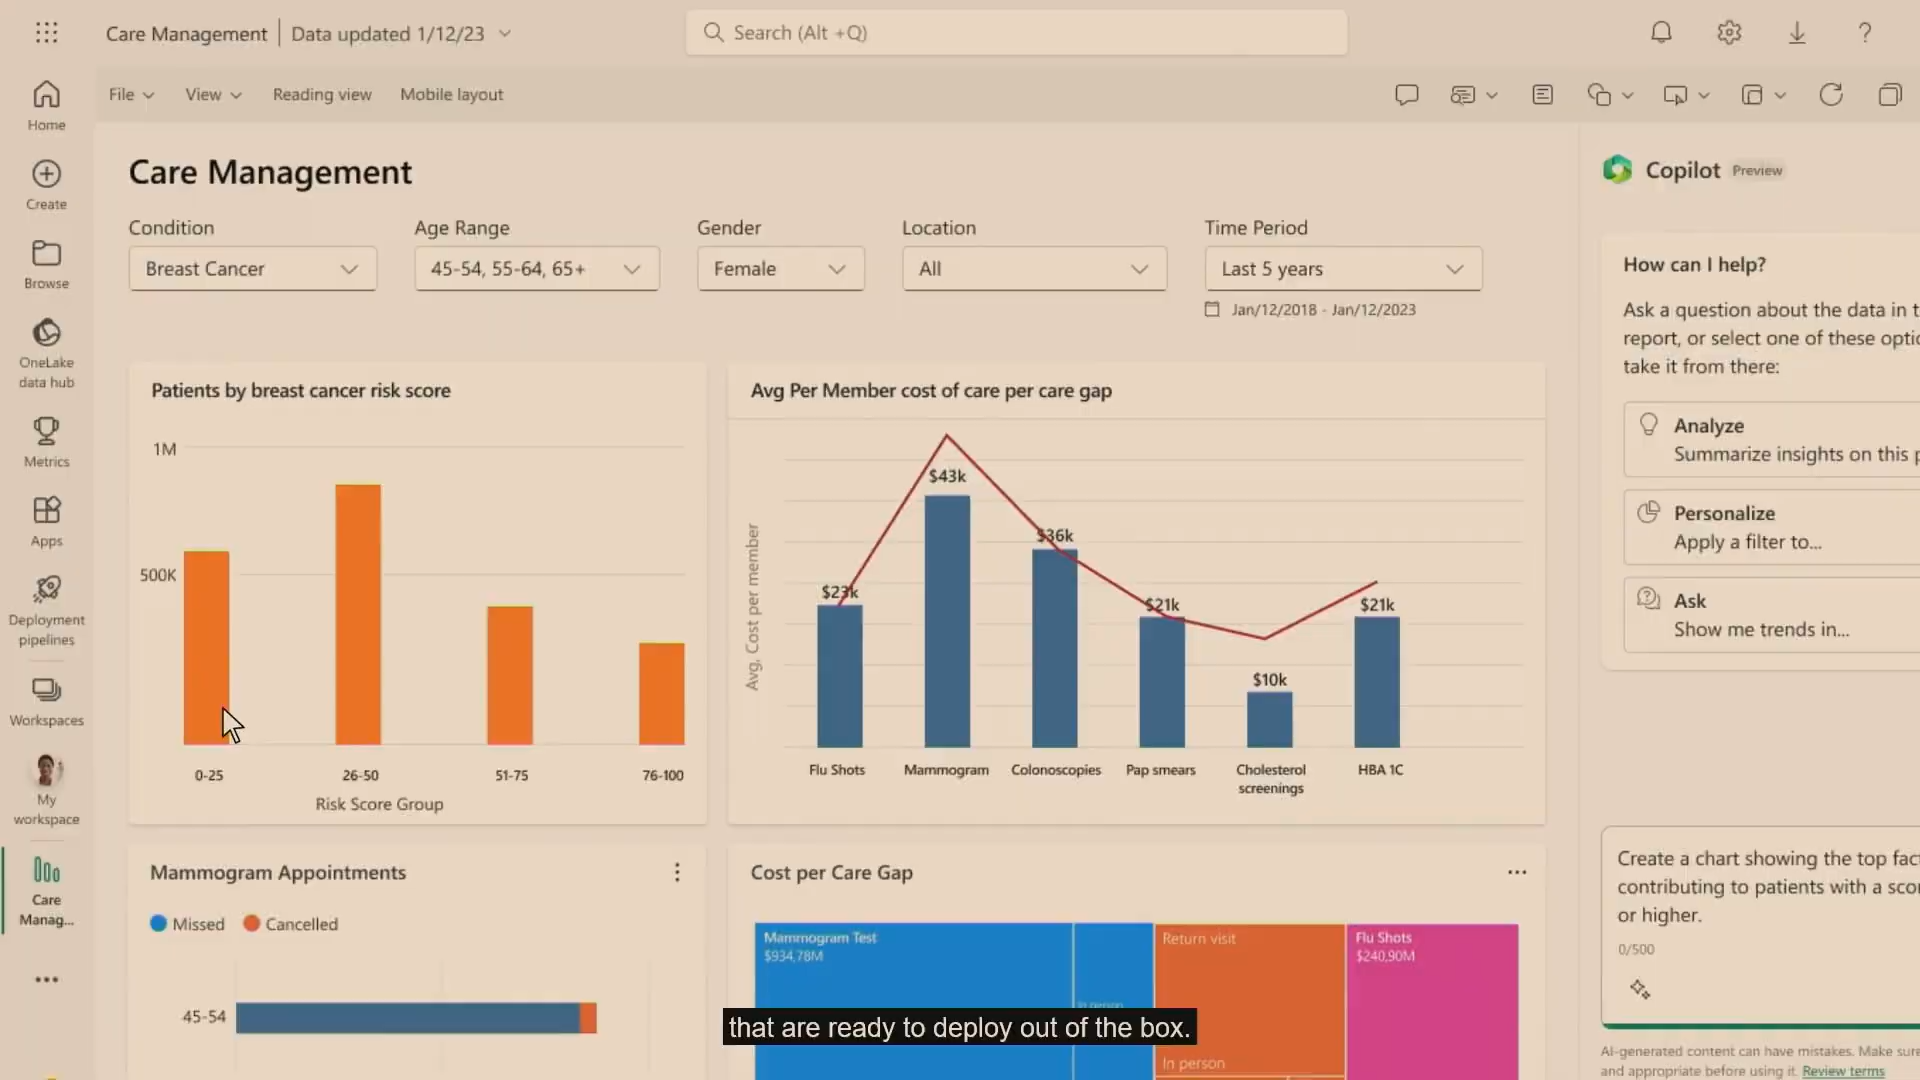 Care Management
Data updated 1/12/23
Search (Alt +Q)
File
View
Reading view
Mobile layout
Home
Create
Browse
OneLake
data hub
Metrics
Apps
Deployment
pipelines
Workspaces
My
workspace
Care
Manag...
Care Management
Condition
Breast Cancer
Age Range
45-54, 55-64, 65+
Gender
Female
Location
All
Time Period
Last 5 years
Jan/12/2018 - Jan/12/2023
Patients by breast cancer risk score
1M
500K
0-25
26-50
51-75
76-100
Risk Score Group
Avg Per Member cost of care per care gap
Avg, Cost per member
$23k
$43k
$36k
$21k
$10k
$21k
Flu Shots
Mammogram
Colonoscopies
Pap smears
Cholesterol
screenings
HBA 1C
Mammogram Appointments
Missed
Cancelled
45-54
Cost per Care Gap
Mammogram Test
$934,78M
In person
Return visit
In person
Flu Shots
$240,90M
that are ready to deploy out of the box.
Copilot
Preview
How can I help?
Ask a question about the data in t
report, or select one of these optio
take it from there:
Analyze
Summarize insights on this p
Personalize
Apply a filter to...
Ask
Show me trends in...
Create a chart showing the top fact
contributing to patients with a scor
or higher.
0/500
AI-generated content can have mistakes. Make sure
and appropriate before using it. Review terms